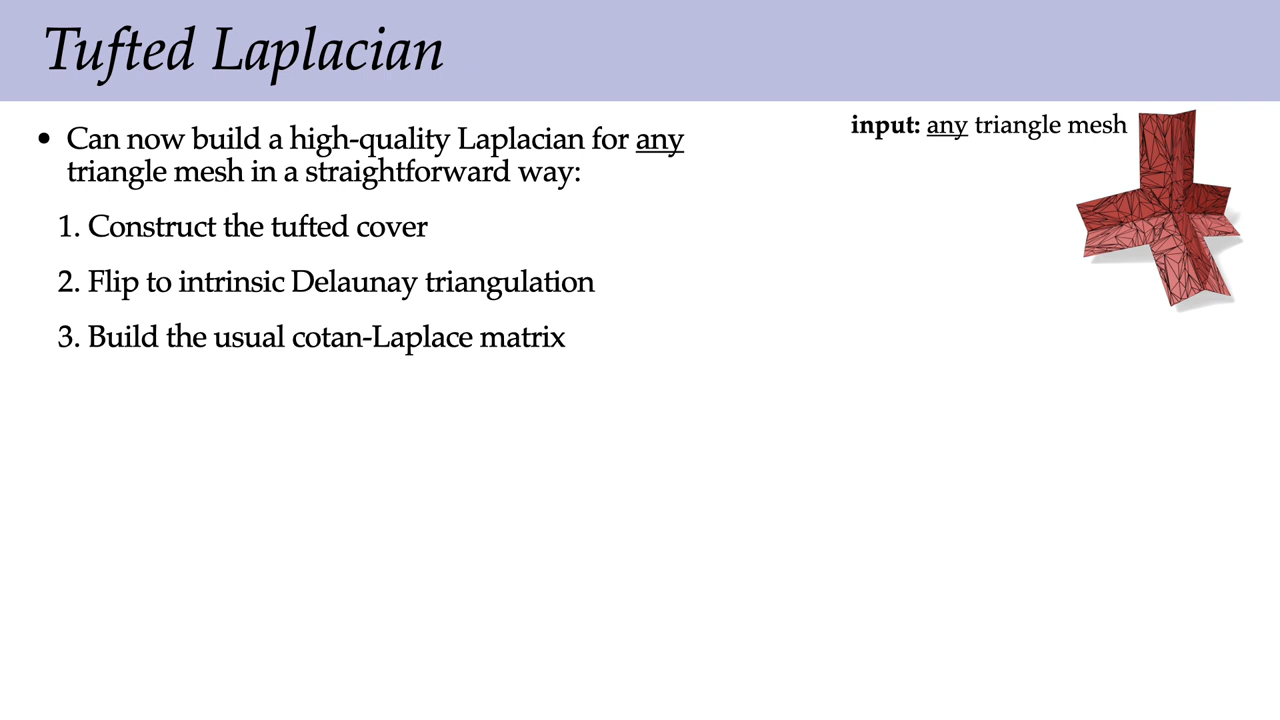 Tufted Laplacian
• Can now build a high-quality Laplacian for any
triangle mesh in a straightforward way:
1. Construct the tufted cover
2. Flip to intrinsic Delaunay triangulation
3. Build the usual cotan-Laplace matrix
input: any triangle mesh